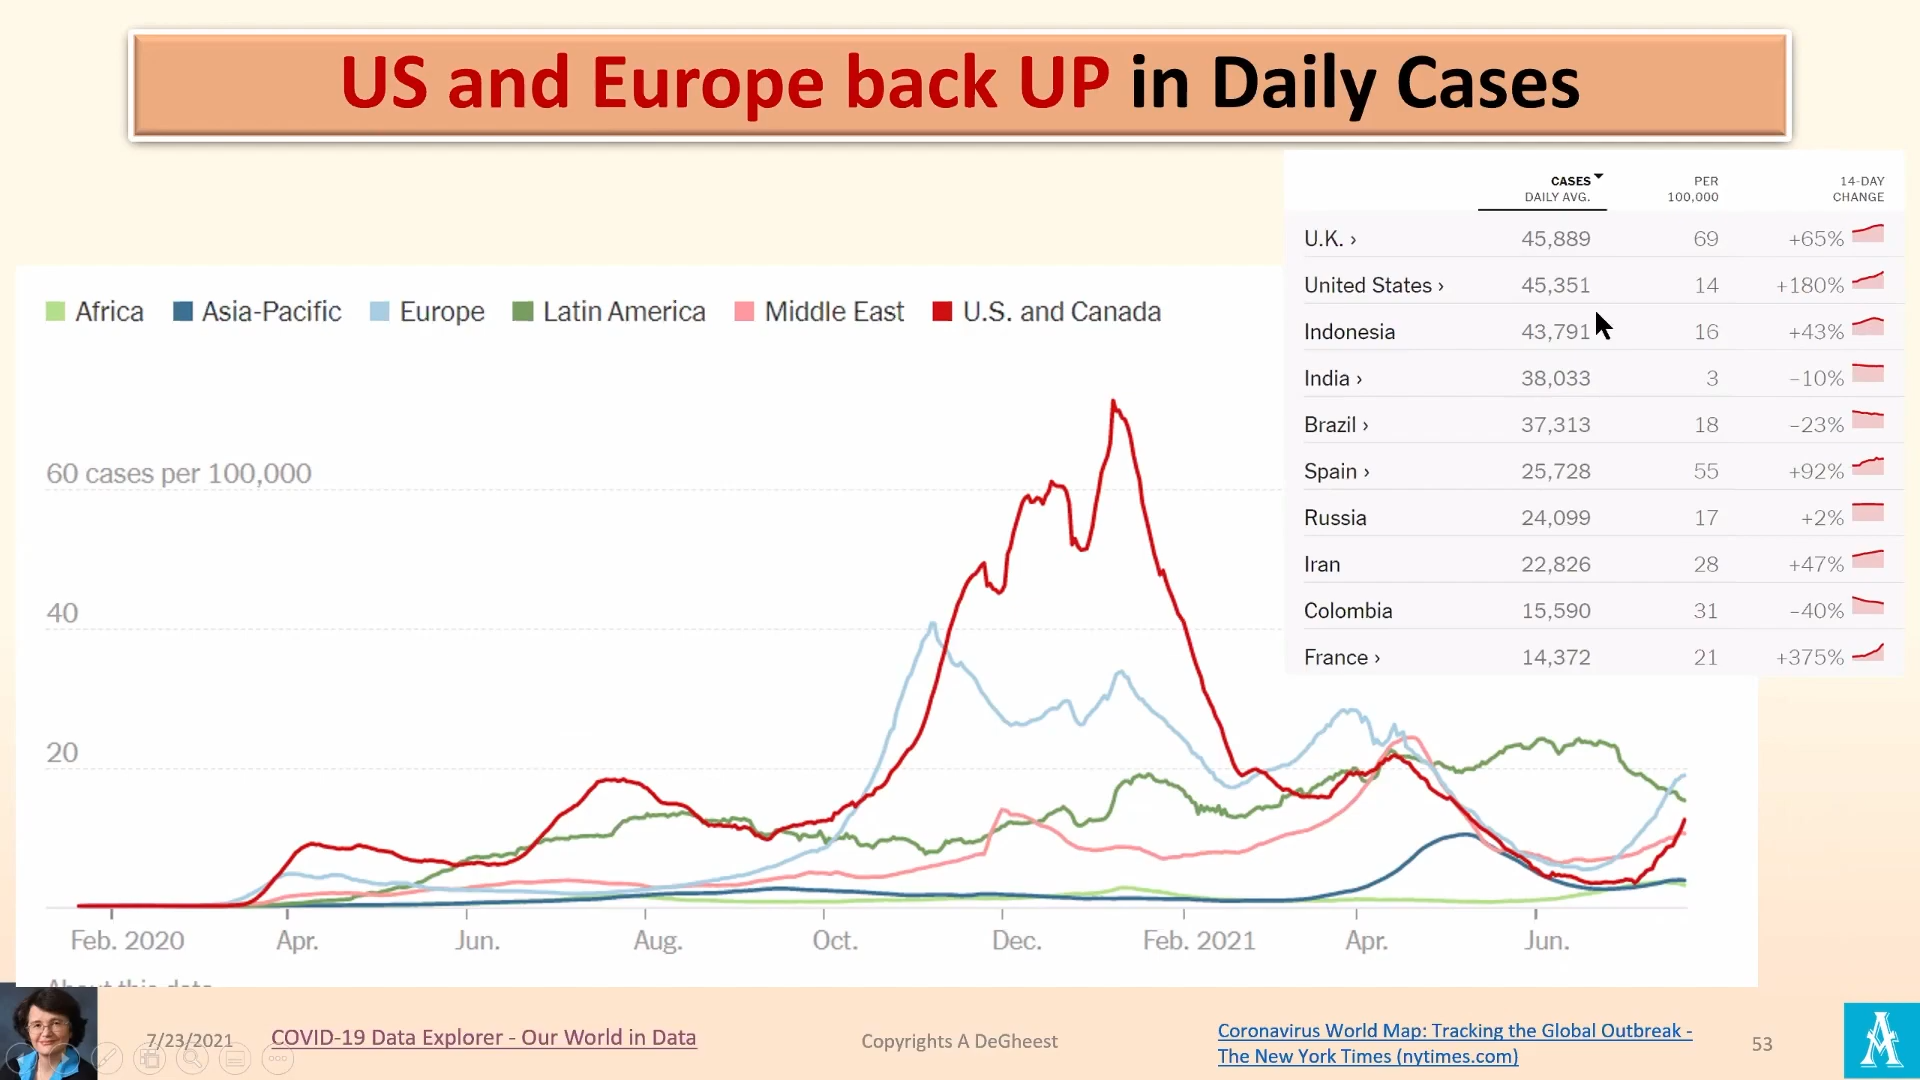 US and Europe back UP in Daily Cases
CASES PER 14-DAY
DAILY AVG. 100,000 CHANGE
U.K. › 45,889 69 +65%
United States › 45,351 14 +180%
Indonesia 43,791 16 +43%
India › 38,033 3 –10%
Brazil › 37,313 18 –23%
Spain › 25,728 55 +92%
Russia 24,099 17 +2%
Iran 22,826 28 +47%
Colombia 15,590 31 –40%
France › 14,372 21 +375%
Africa Asia-Pacific Europe Latin America Middle East U.S. and Canada
60 cases per 100,000
40
20
Feb. 2020 Apr. Jun. Aug. Oct. Dec. Feb. 2021 Apr. Jun.
About this data
7/23/2021 COVID-19 Data Explorer - Our World in Data Copyrights A DeGheest
Coronavirus World Map: Tracking the Global Outbreak -
The New York Times (nytimes.com)
53